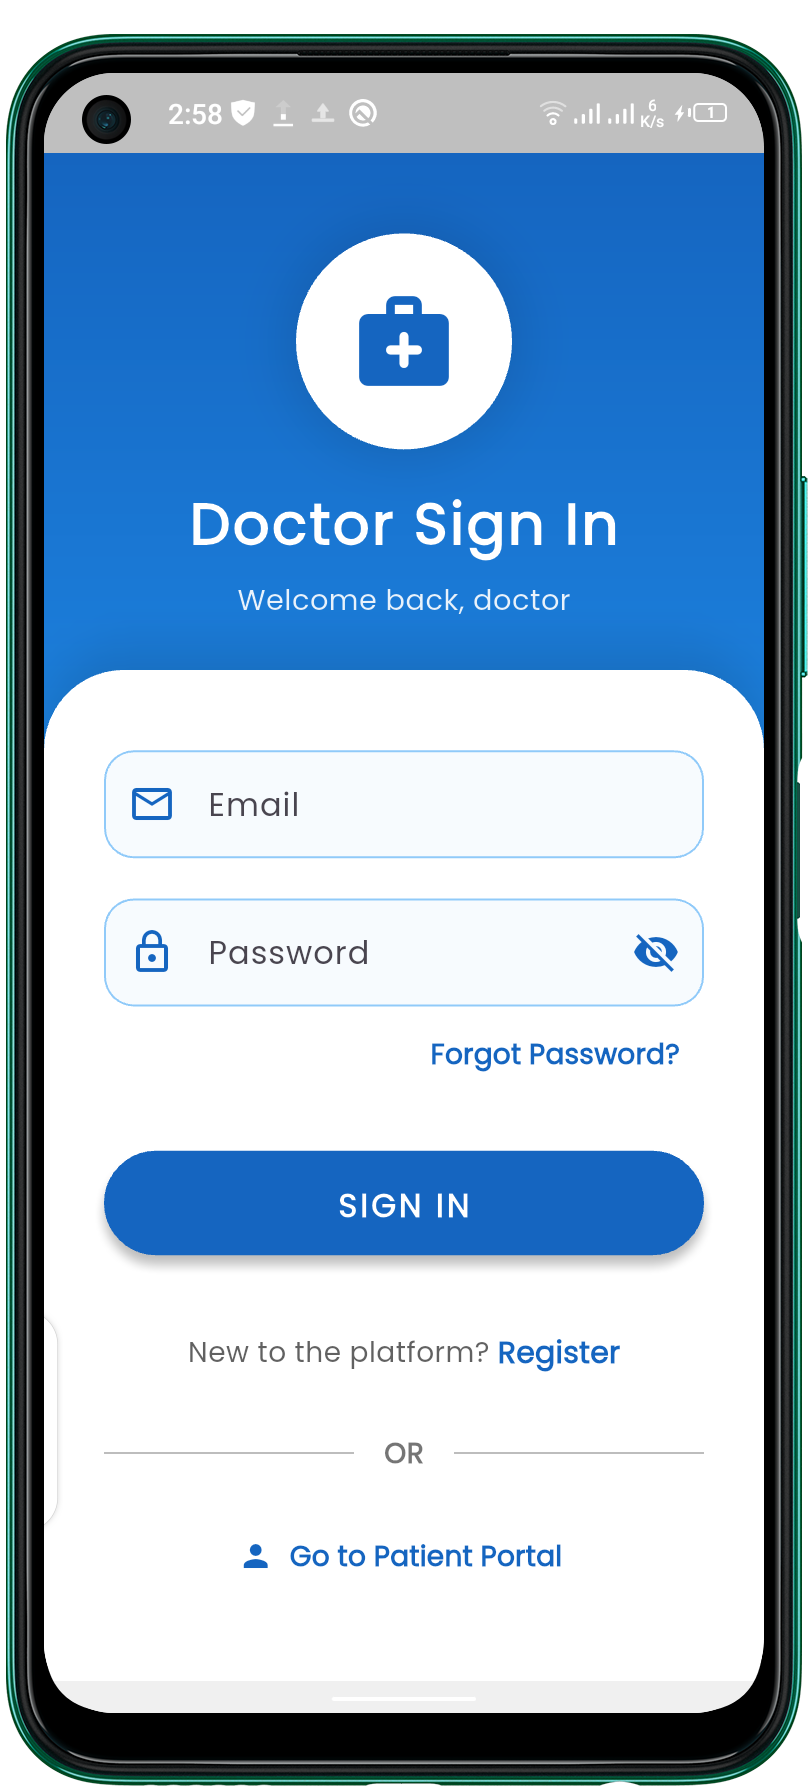 2:58 6 K/s 1
Doctor Sign In
Welcome back, doctor
Email
Password
Forgot Password?
SIGN IN
New to the platform? Register
OR
Go to Patient Portal